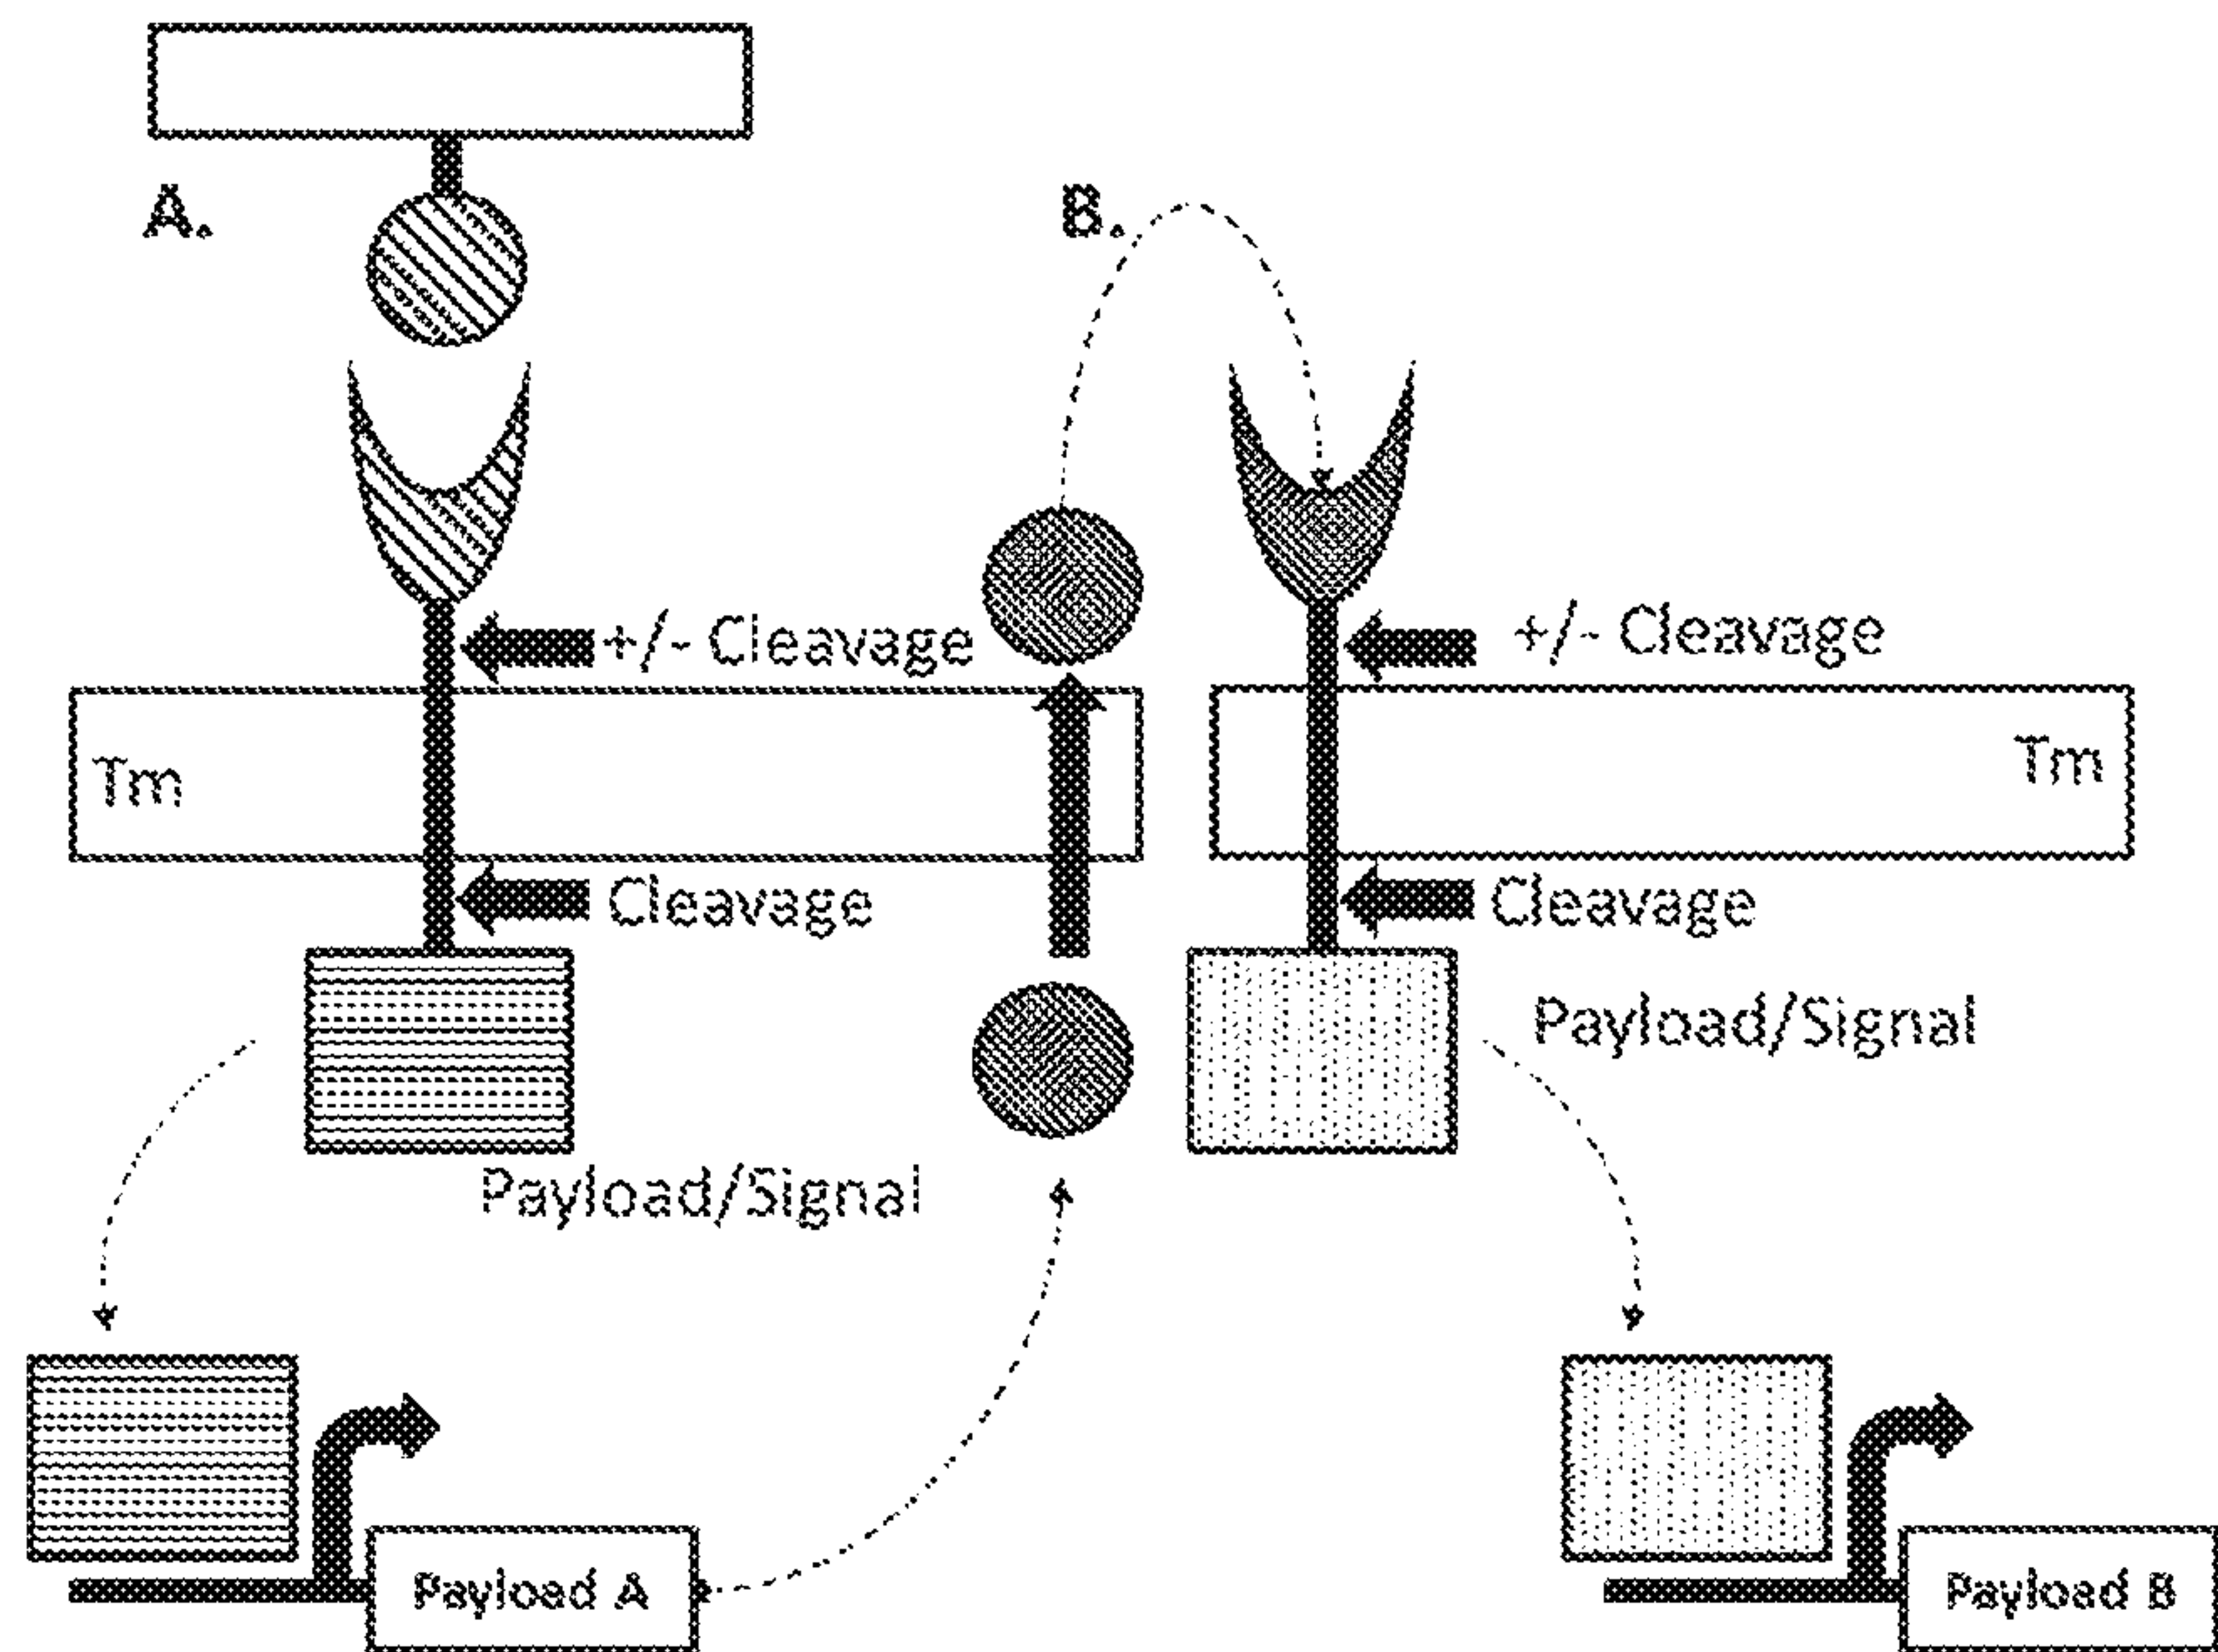 A.
B.
+/- Cleavage
+/- Cleavage
Tm
Tm
Cleavage
Cleavage
Payload/Signal
Payload/Signal
Payload A
Payload B